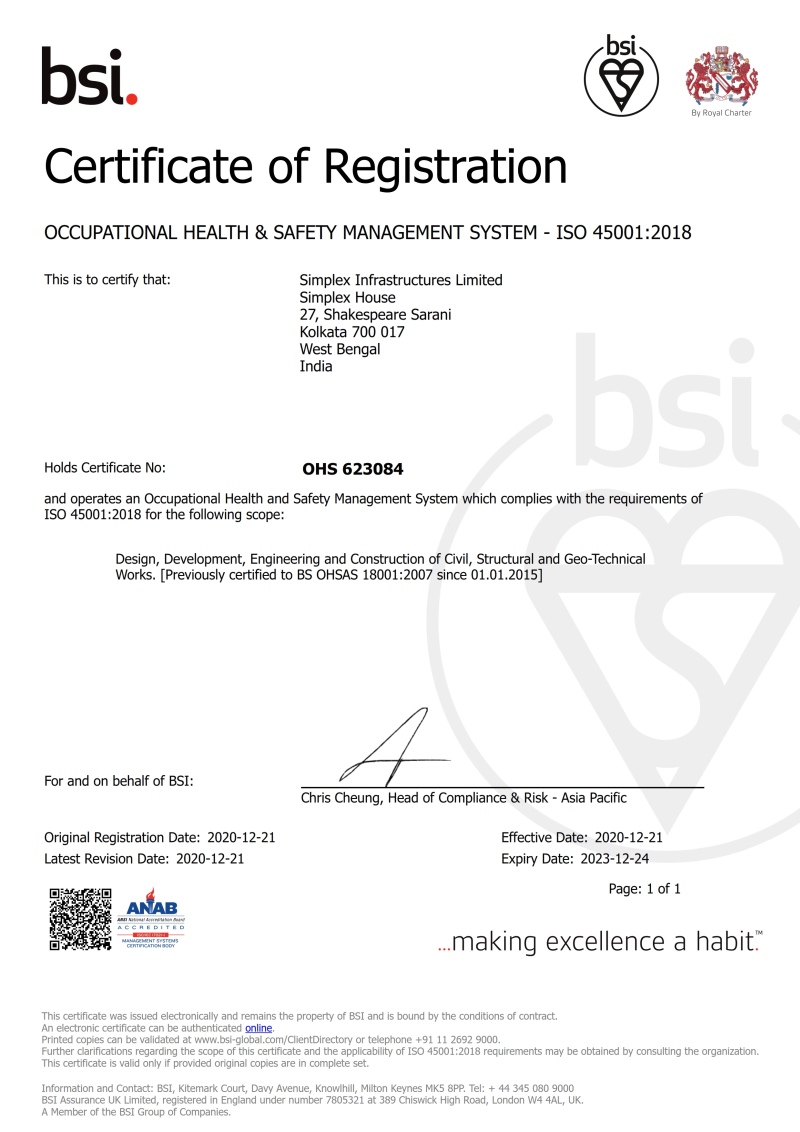 bsi.
bsi
By Royal Charter
Certificate of Registration
OCCUPATIONAL HEALTH & SAFETY MANAGEMENT SYSTEM - ISO 45001:2018
This is to certify that:
Simplex Infrastructures Limited
Simplex House
27, Shakespeare Sarani
Kolkata 700 017
West Bengal
India
bsi
Holds Certificate No:
OHS 623084
and operates an Occupational Health and Safety Management System which complies with the requirements of
ISO 45001:2018 for the following scope:
Design, Development, Engineering and Construction of Civil, Structural and Geo-Technical
Works. [Previously certified to BS OHSAS 18001:2007 since 01.01.2015]
For and on behalf of BSI:
Chris Cheung, Head of Compliance & Risk - Asia Pacific
Original Registration Date: 2020-12-21
Effective Date: 2020-12-21
Latest Revision Date: 2020-12-21
Expiry Date: 2023-12-24
Page: 1 of 1
ANAB
ANSI National Accreditation Board
ACCREDITED
MANAGEMENT SYSTEMS
CERTIFICATION BODY
...making excellence a habit.™
This certificate was issued electronically and remains the property of BSI and is bound by the conditions of contract.
An electronic certificate can be authenticated online.
Printed copies can be validated at www.bsi-global.com/ClientDirectory or telephone +91 11 2692 9000.
Further clarifications regarding the scope of this certificate and the applicability of ISO 45001:2018 requirements may be obtained by consulting the organization.
This certificate is valid only if provided original copies are in complete set.
Information and Contact: BSI, Kitemark Court, Davy Avenue, Knowlhill, Milton Keynes MK5 8PP. Tel: + 44 345 080 9000
BSI Assurance UK Limited, registered in England under number 7805321 at 389 Chiswick High Road, London W4 4AL, UK.
A Member of the BSI Group of Companies.